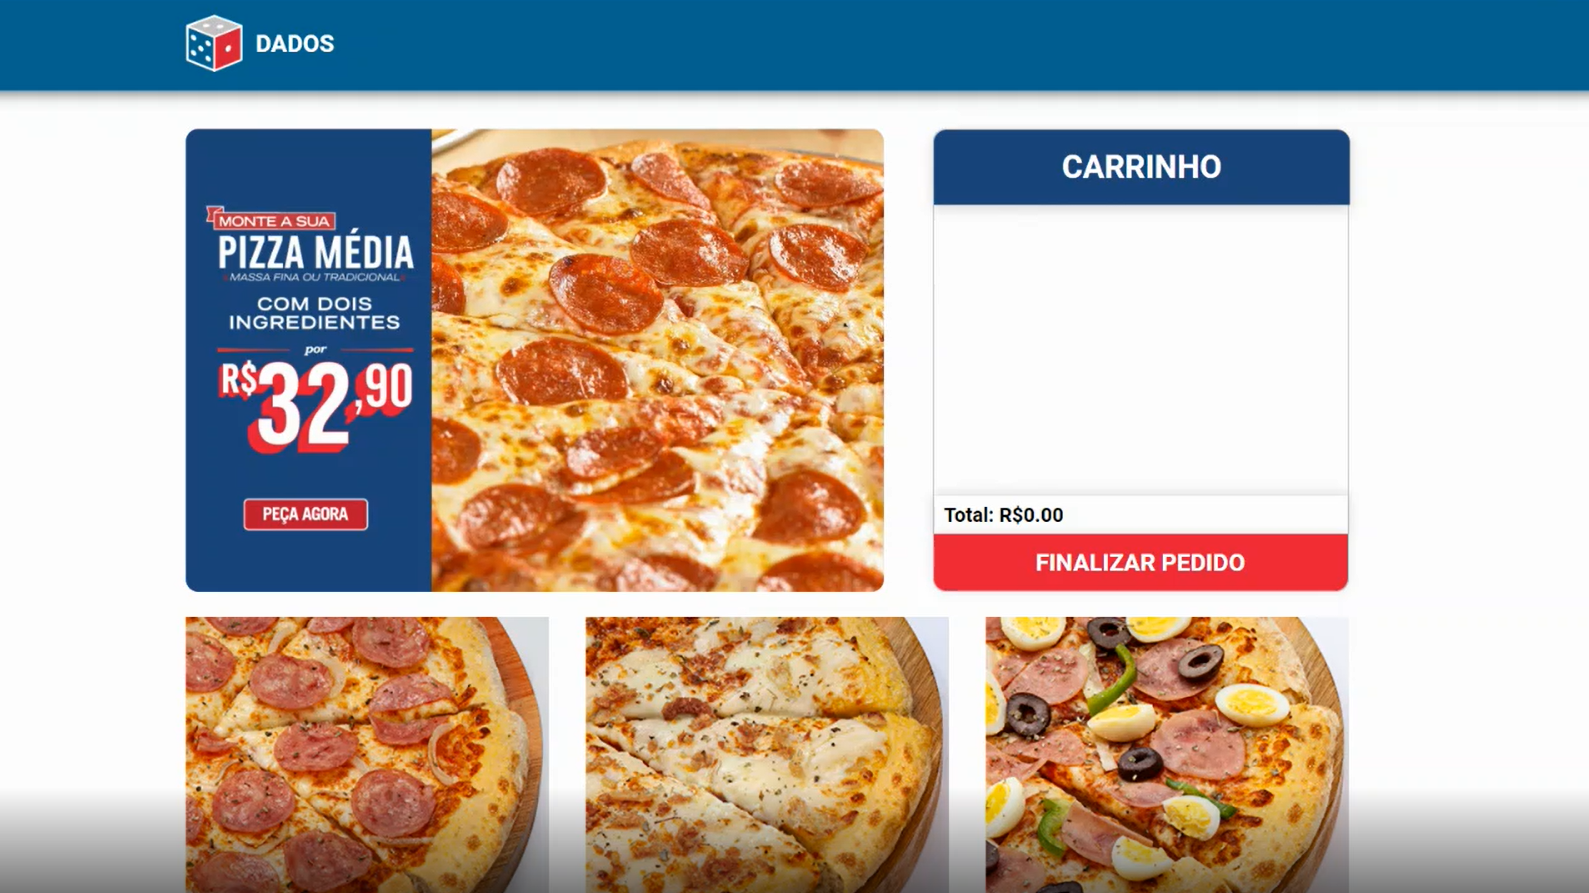 DADOS
MONTE A SUA
PIZZA MÉDIA
MASSA FINA OU TRADICIONAL
COM DOIS
INGREDIENTES
por
R$32,90
PEÇA AGORA
CARRINHO
Total: R$0.00
FINALIZAR PEDIDO